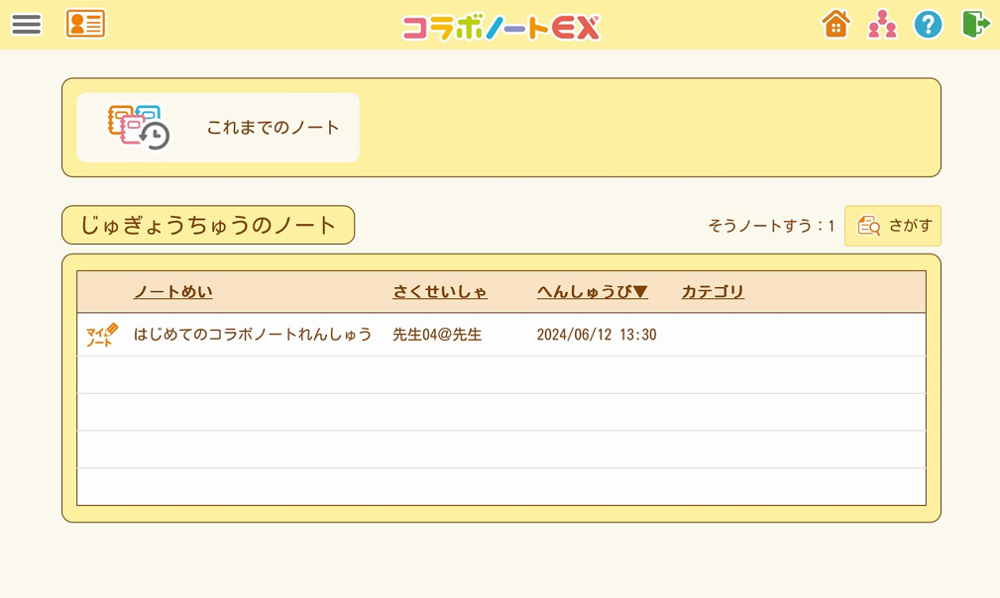 コラボノートEX
これまでのノート
じゅぎょうちゅうのノート
そうノートすう：1 さがす
ノートめい さくせいしゃ へんしゅうび▼ カテゴリ
マイノート はじめてのコラボノートれんしゅう 先生04@先生 2024/06/12 13:30